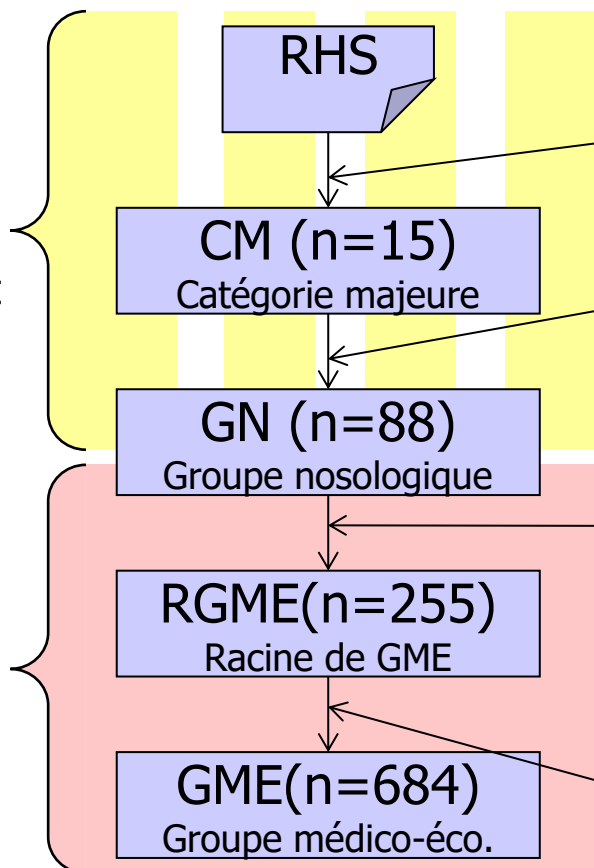 RHS
CM (n=15)
Catégorie majeure
GN (n=88)
Groupe nosologique
RGME(n=255)
Racine de GME
GME(n=684)
Groupe médico-éco.